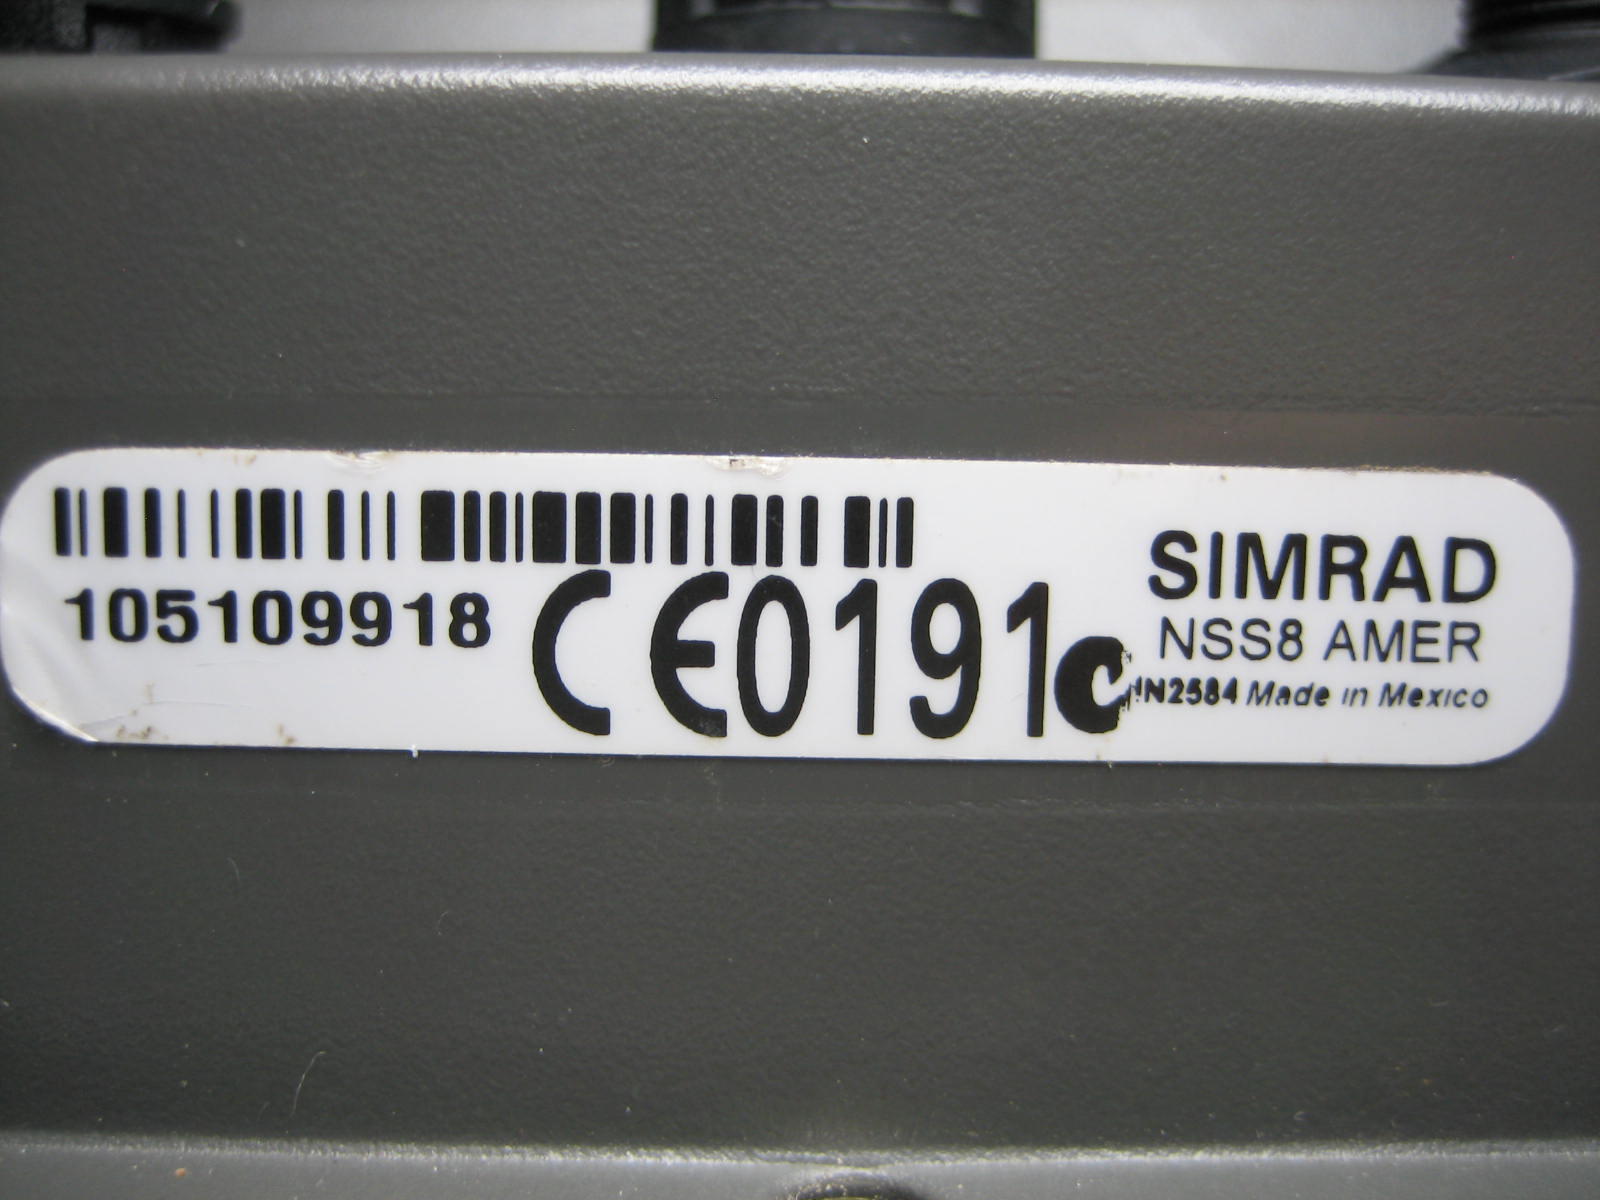 105109918
CE0191
SIMRAD
NSS8 AMER
N2584 Made in Mexico